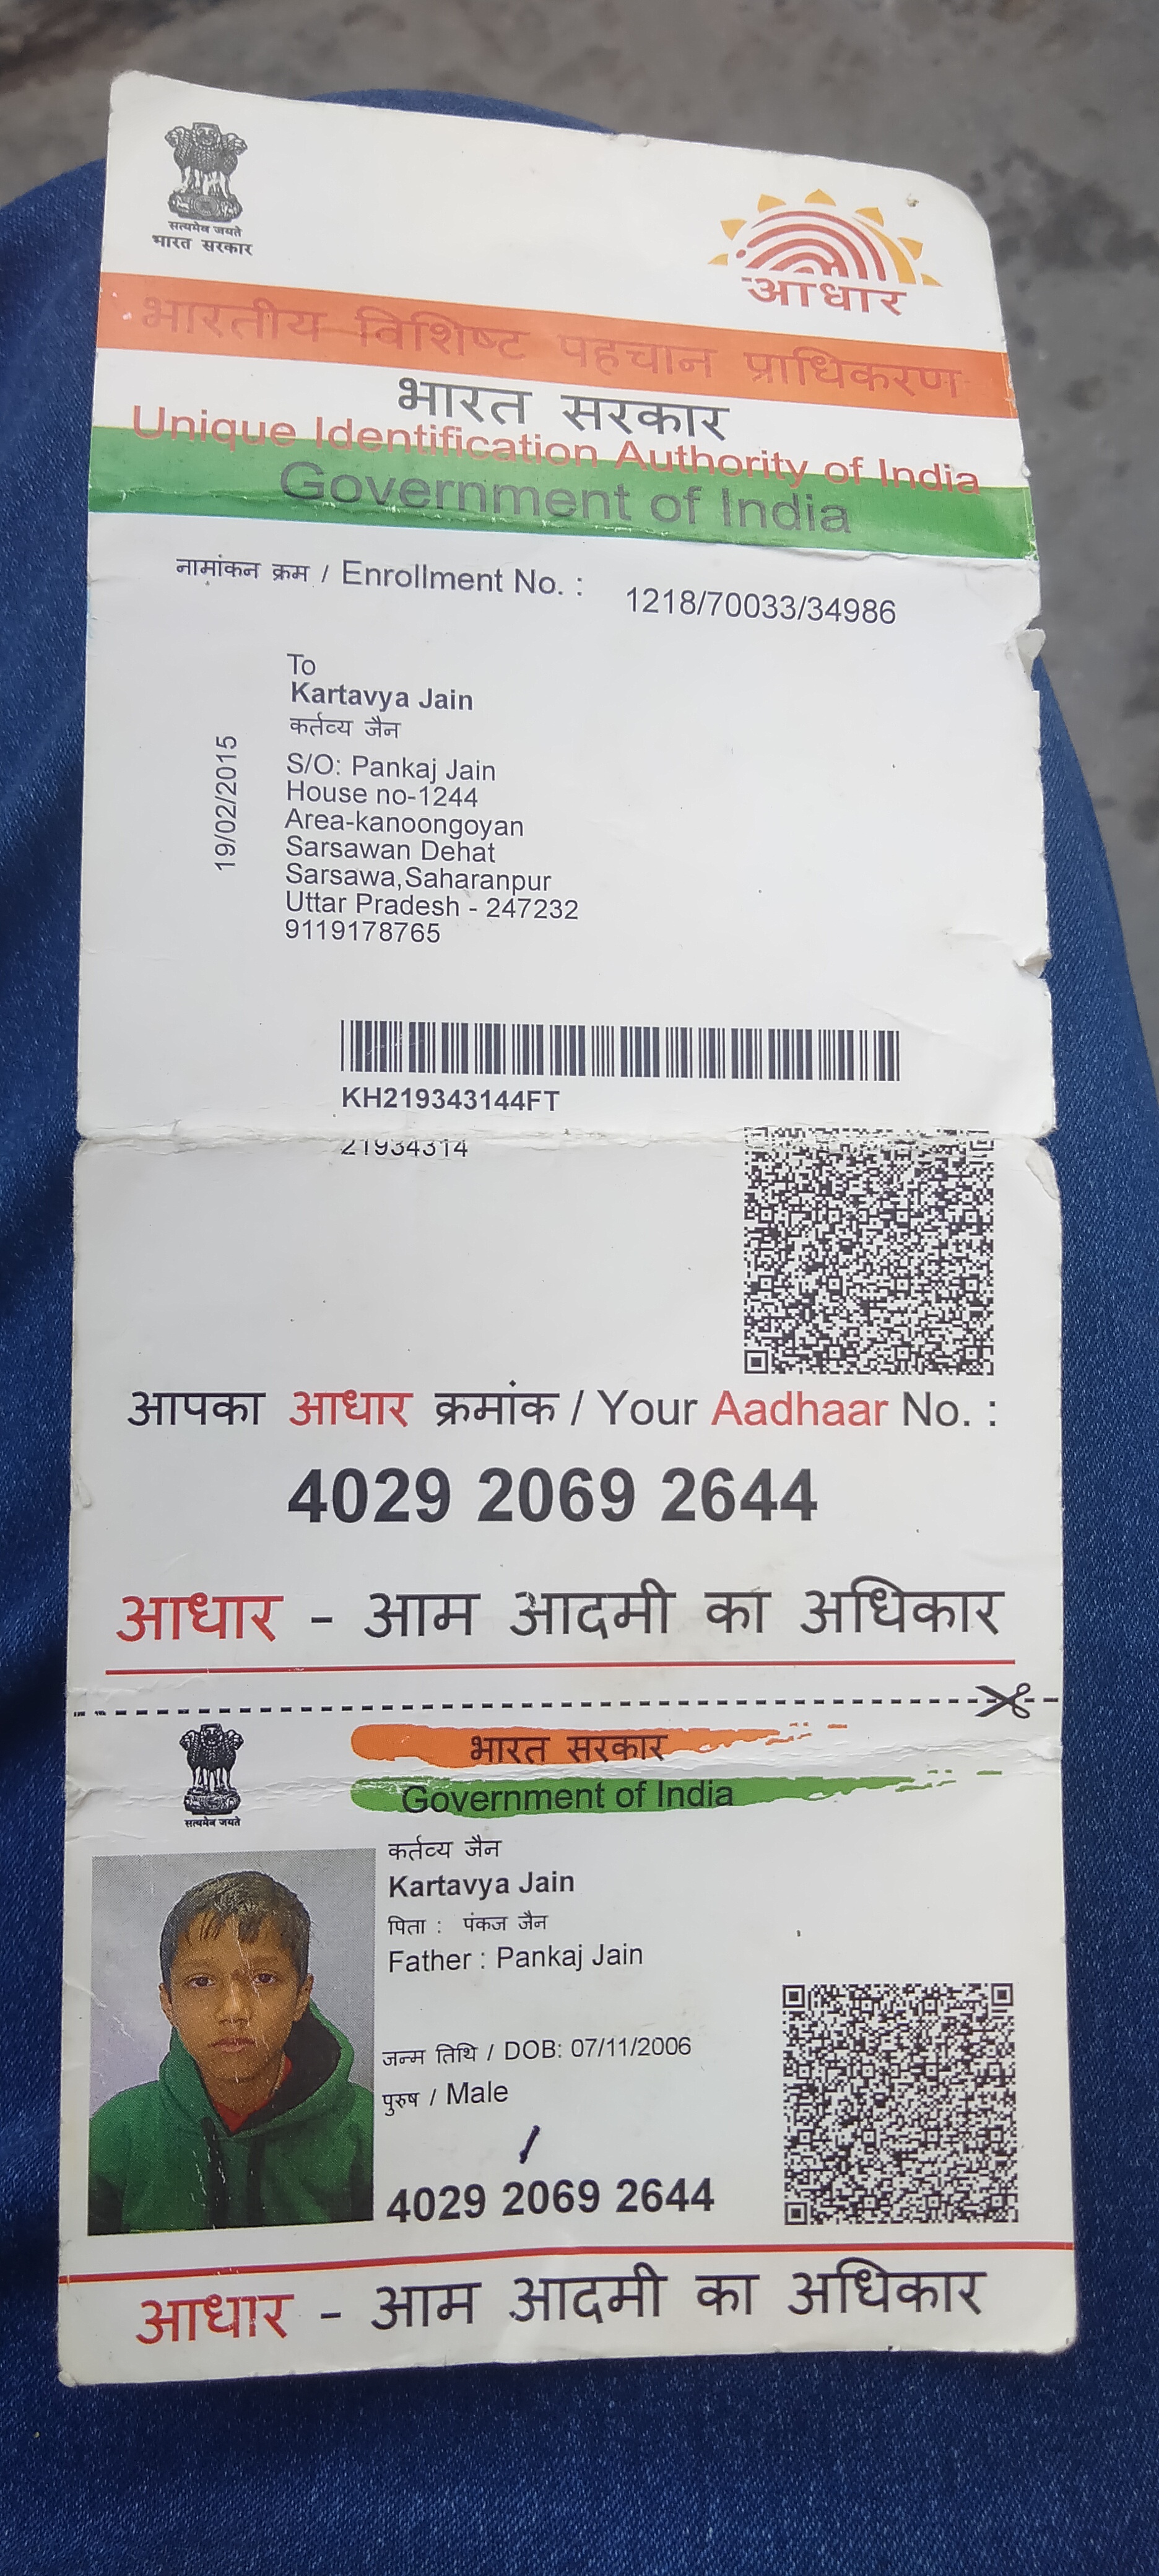 सत्यमेव जयते
भारत सरकार
आधार
भारतीय विशिष्ट पहचान प्राधिकरण
भारत सरकार
Unique Identification Authority of India
Government of India
नामांकन क्रम / Enrollment No. : 1218/70033/34986
To
Kartavya Jain
कर्तव्य जैन
S/O: Pankaj Jain
House no-1244
Area-kanoongoyan
Sarsawan Dehat
Sarsawa,Saharanpur
Uttar Pradesh - 247232
9119178765
19/02/2015
KH219343144FT
21934314
आपका आधार क्रमांक / Your Aadhaar No. :
4029 2069 2644
आधार - आम आदमी का अधिकार
सत्यमेव जयते
भारत सरकार
Government of India
कर्तव्य जैन
Kartavya Jain
पिता : पंकज जैन
Father : Pankaj Jain
जन्म तिथि / DOB: 07/11/2006
पुरुष / Male
4029 2069 2644
आधार - आम आदमी का अधिकार